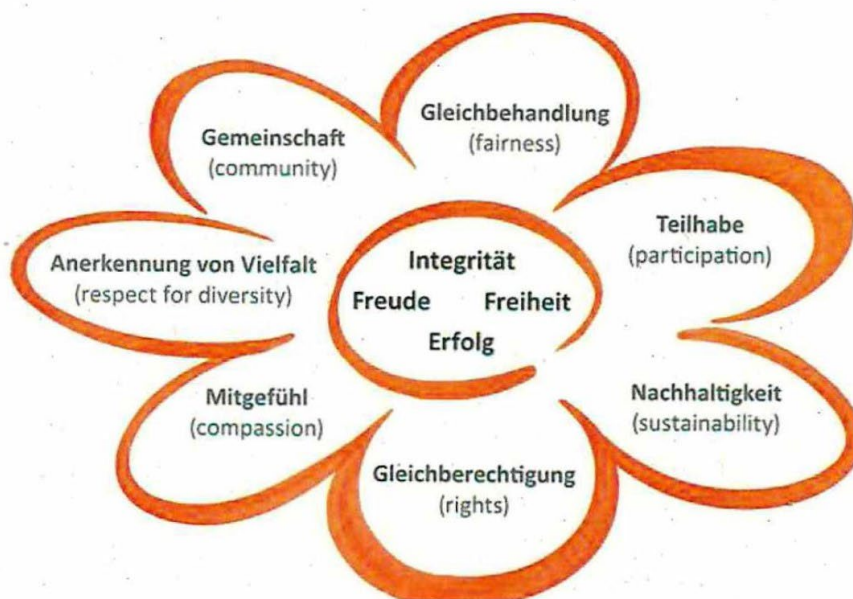 Gleichbehandlung
(fairness)
Gemeinschaft
(community)
Teilhabe
(participation)
Anerkennung von Vielfalt
(respect for diversity)
Integrität
Freude Freiheit
Erfolg
Mitgefühl
(compassion)
Nachhaltigkeit
(sustainability)
Gleichberechtigung
(rights)